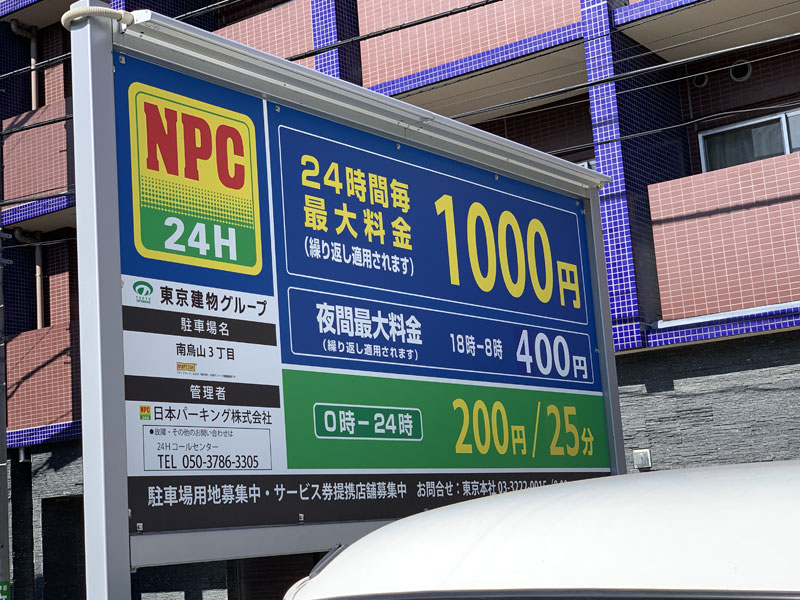 NPC
24H
東京建物グループ
駐車場名
南烏山3丁目
管理者
NPC
日本パーキング株式会社
●故障・その他のお問い合わせは
24Hコールセンター
TEL 050-3786-3305
24時間毎
最大料金
(繰り返し適用されます)
1000円
夜間最大料金
(繰り返し適用されます)
18時-8時
400円
0時-24時
200円/25分
駐車場用地募集中・サービス券提携店舗募集中 お問合せ:東京本社